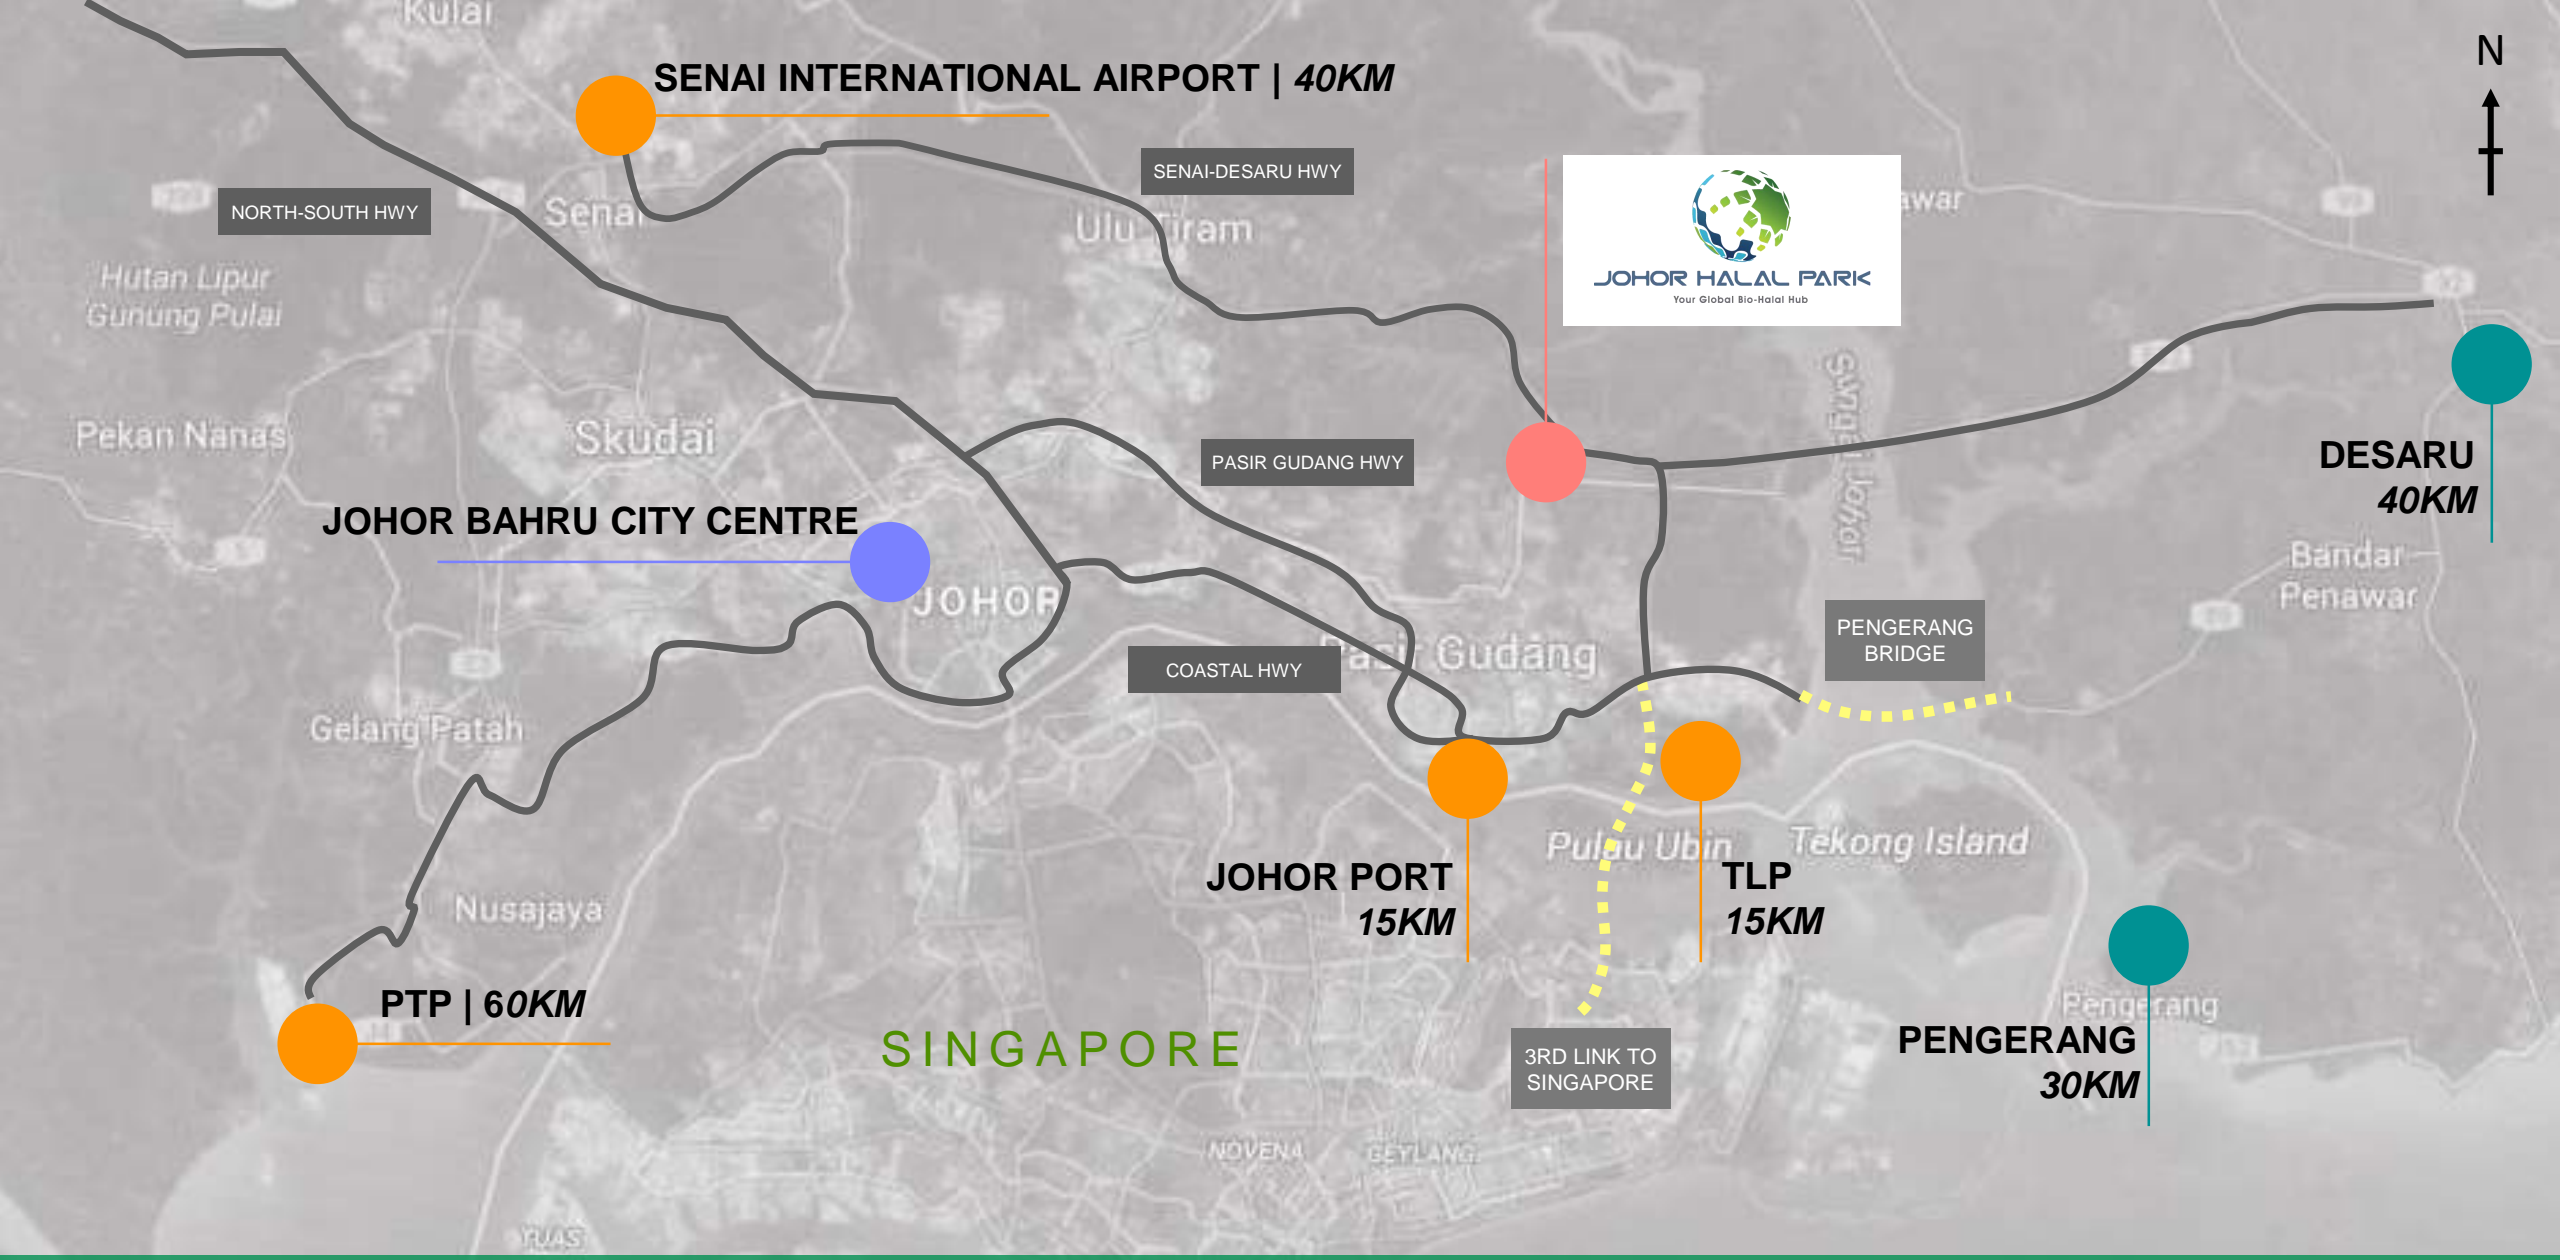 Kulai
N
SENAI INTERNATIONAL AIRPORT | 40KM
SENAI-DESARU HWY
NORTH-SOUTH HWY
Senai
Ulu Tiram
awar
JOHOR HALAL PARK
Your Global Bio-Halal Hub
Hutan Lipur
Gunung Pulai
Sungai Johor
Pekan Nanas
Skudai
PASIR GUDANG HWY
DESARU
40KM
JOHOR BAHRU CITY CENTRE
JOHOR
Bandar
Penawar
PENGERANG
BRIDGE
Pasir Gudang
COASTAL HWY
Gelang Patah
Pulau Ubin
Tekong Island
JOHOR PORT
15KM
TLP
15KM
Nusajaya
PTP | 60KM
SINGAPORE
Pengerang
PENGERANG
30KM
3RD LINK TO
SINGAPORE
NOVENA
GEYLANG
TUAS